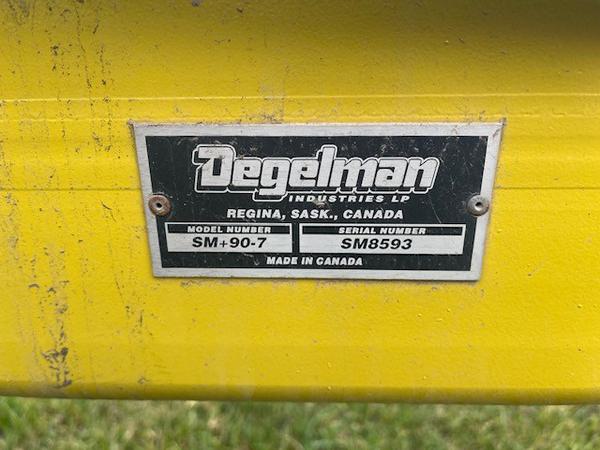 Degelman
INDUSTRIES LP
REGINA, SASK., CANADA
MODEL NUMBER SERIAL NUMBER
SM+90-7 SM8593
MADE IN CANADA